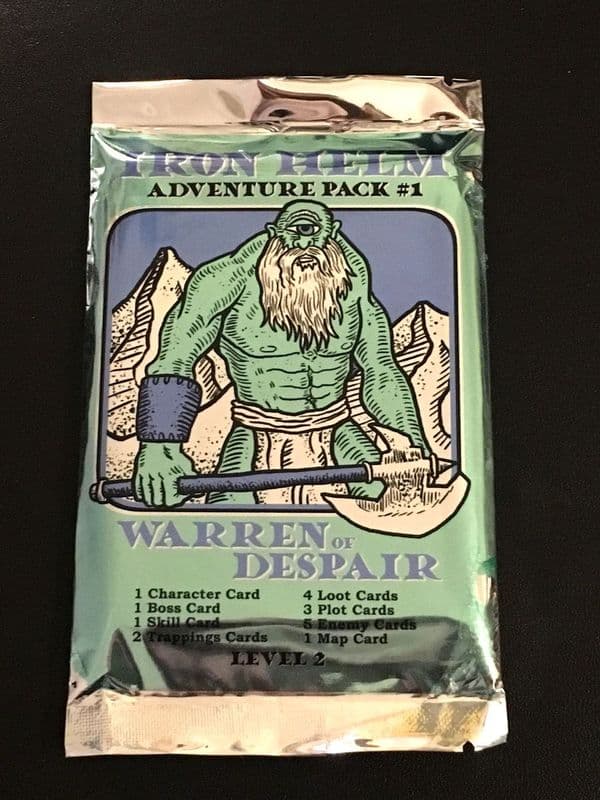 IRON HELM
ADVENTURE PACK #1
WARREN OF
DESPAIR
1 Character Card
1 Boss Card
1 Skill Card
2 Trappings Cards
4 Loot Cards
3 Plot Cards
5 Enemy Cards
1 Map Card
LEVEL 2